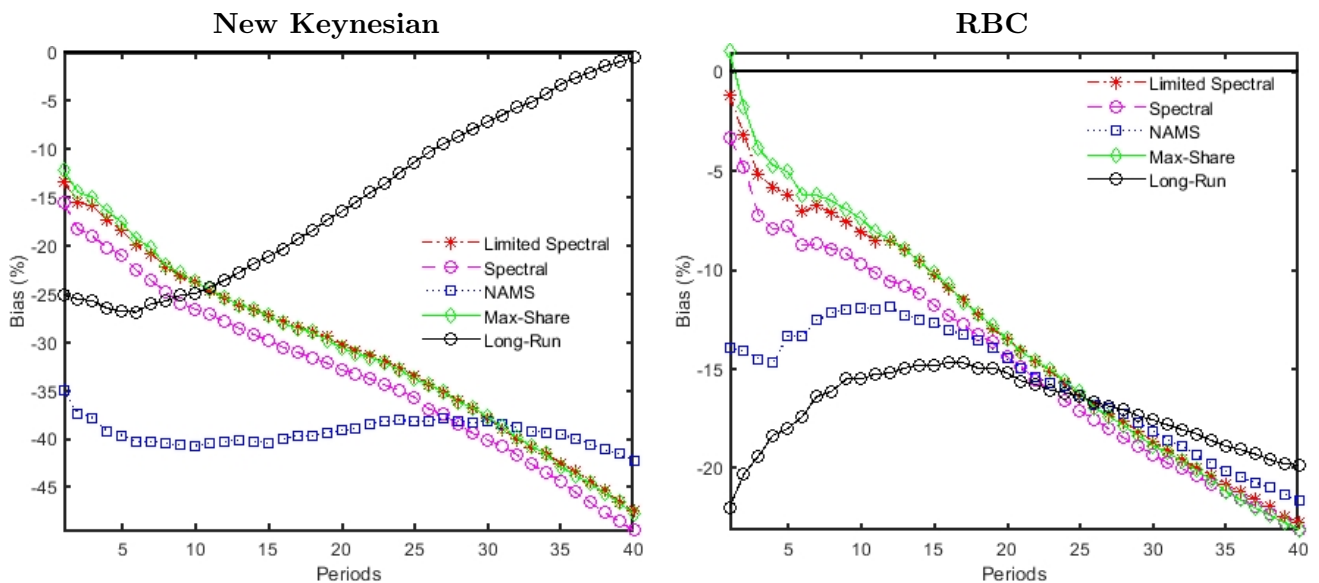 New Keynesian
RBC
0
-5
-10
-15
-20
-25
-30
-35
-40
-45
Bias (%)
Limited Spectral
Spectral
NAMS
Max-Share
Long-Run
5 10 15 20 25 30 35 40
Periods
0
-5
-10
-15
-20
Bias (%)
Limited Spectral
Spectral
NAMS
Max-Share
Long-Run
5 10 15 20 25 30 35 40
Periods